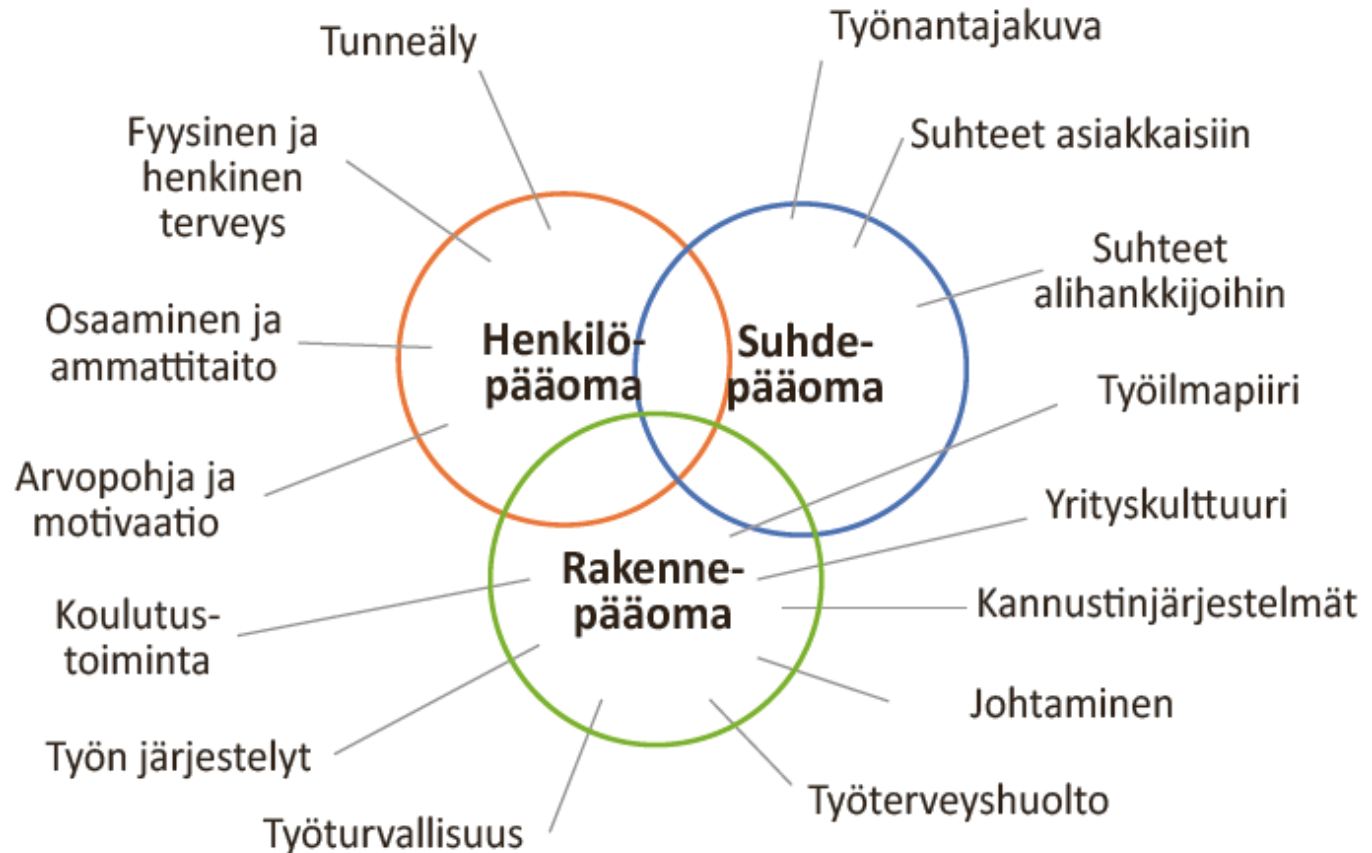 Tunneäly
Työnantajakuva
Fyysinen ja
henkinen
terveys
Suhteet asiakkaisiin
Suhteet
alihankkijoihin
Osaaminen ja
ammattitaito
Henkilö-
pääoma
Suhde-
pääoma
Työilmapiiri
Arvopohja ja
motivaatio
Yrityskulttuuri
Rakenne-
pääoma
Koulutus-
toiminta
Kannustinjärjestelmät
Johtaminen
Työn järjestelyt
Työterveyshuolto
Työturvallisuus